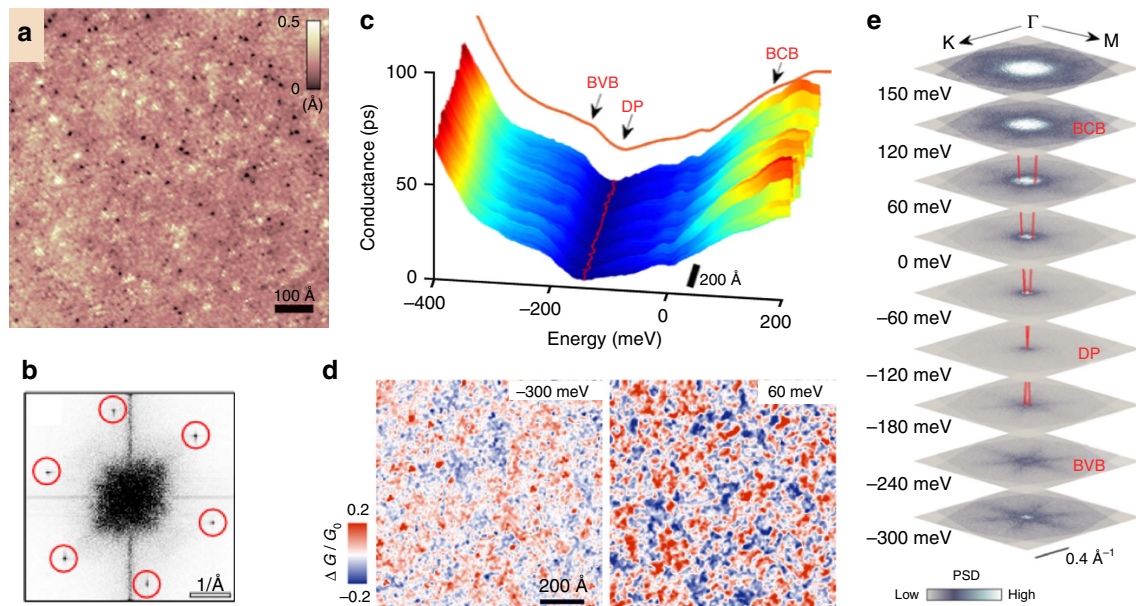 a
0.5
0
(Å)
100 Å
b
1/Å
c
Conductance (ps)
100
50
0
–400
–200
0
200
Energy (meV)
BVB
DP
BCB
200 Å
d
–300 meV
60 meV
Δ G / G₀
0.2
–0.2
200 Å
e
K
Γ
M
150 meV
BCB
120 meV
60 meV
0 meV
–60 meV
DP
–120 meV
–180 meV
BVB
–240 meV
–300 meV
0.4 Å⁻¹
PSD
Low
High